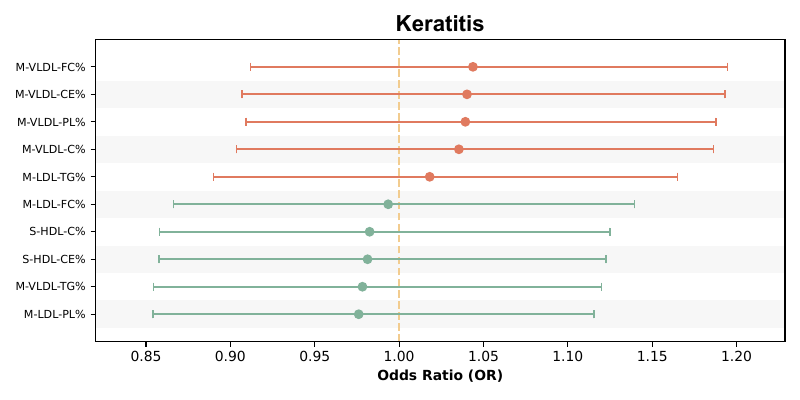 Keratitis
M-VLDL-FC%
M-VLDL-CE%
M-VLDL-PL%
M-VLDL-C%
M-LDL-TG%
M-LDL-FC%
S-HDL-C%
S-HDL-CE%
M-VLDL-TG%
M-LDL-PL%
0.85 0.90 0.95 1.00 1.05 1.10 1.15 1.20
Odds Ratio (OR)